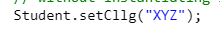 // without instantiating
Student.setCllg("XYZ");